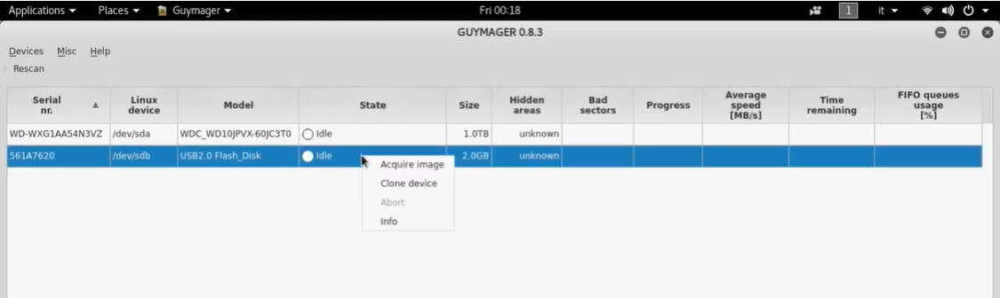 Applications Places Guymager Fri 00:18 1 it
GUYMAGER 0.8.3
Devices Misc Help
Rescan
Serial nr. Linux device Model State Size Hidden areas Bad sectors Progress Average speed [MB/s] Time remaining FIFO queues usage [%]
WD-WXG1AA54N3VZ /dev/sda WDC_WD10JPVX-60JC3T0 Idle 1.0TB unknown
561A7620 /dev/sdb USB2.0 Flash_Disk Idle 2.0GB unknown
Acquire image
Clone device
Abort
Info